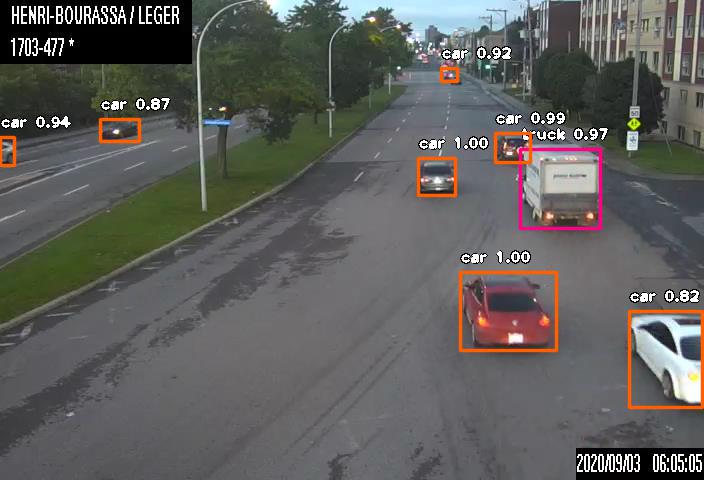 HENRI-BOURASSA / LEGER
1703-477 *
car 0.92
car 0.87
car 0.94
car 0.99
truck 0.97
car 1.00
car 1.00
car 0.82
2020/09/03 06:05:05